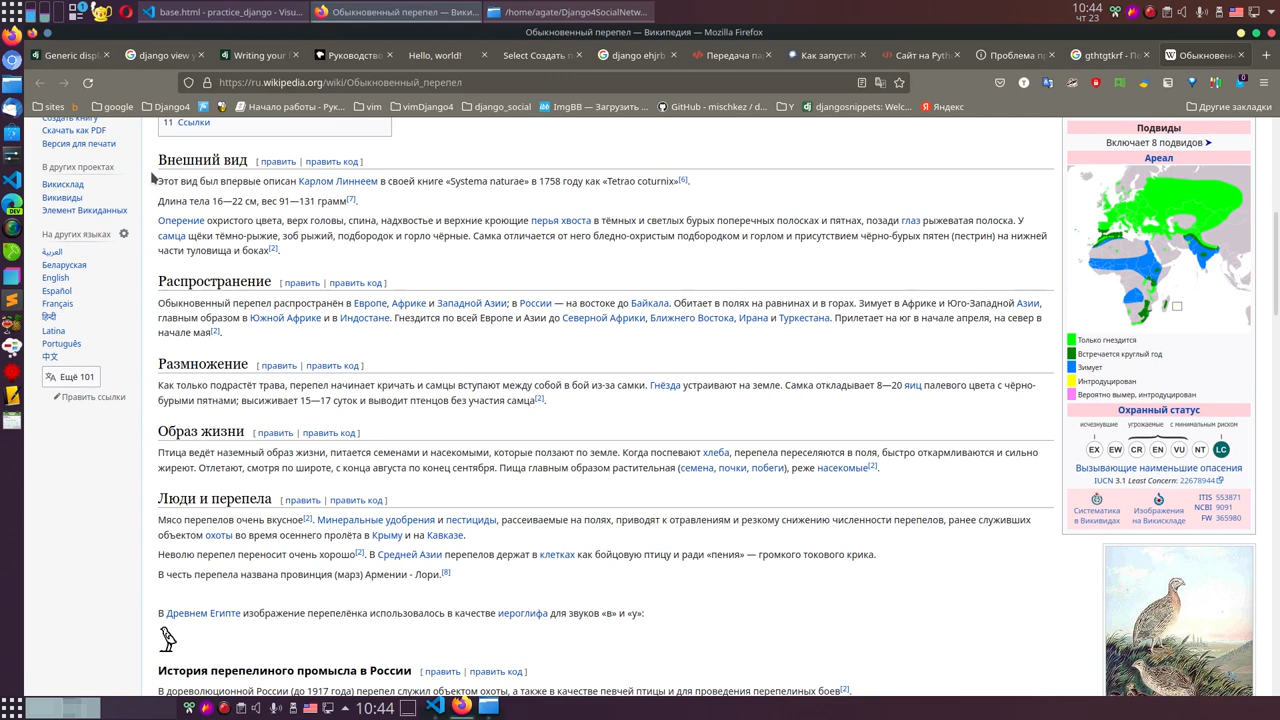 base.html - practice_django - Visu...
Обыкновенный перепел — Вики...
/home/agate/Django4SocialNetw...
10:44
ЧТ 23
Обыкновенный перепел — Википедия — Mozilla Firefox
Generic displ
django view y
Writing your
Руководство
Hello, world!
Select Создать п
django ehjrb
Передача па
Как запустит
Сайт на Pyth
Проблема пр
gthtgtkrf - По
Обыкновенн
https://ru.wikipedia.org/wiki/Обыкновенный_перепел
sites
b
google
Django4
Начало работы - Рук...
vim
vimDjango4
django_social
ImgBB — Загрузить ...
GitHub - mischkez / d...
Y
djangosnippets: Welc...
Яндекс
Другие закладки
Создать книгу
Скачать как PDF
Версия для печати
В других проектах
Викисклад
Викивиды
Элемент Викиданных
На других языках
العربية
Беларуская
English
Español
Français
हिन्दी
Latina
Português
中文
Ещё 101
Править ссылки
11 Ссылки
Внешний вид [ править | править код ]
Этот вид был впервые описан Карлом Линнеем в своей книге «Systema naturae» в 1758 году как «Tetrao coturnix»[6].
Длина тела 16—22 см, вес 91—131 грамм[7].
Оперение охристого цвета, верх головы, спина, надхвостье и верхние кроющие перья хвоста в тёмных и светлых бурых поперечных полосках и пятнах, позади глаз рыжеватая полоска. У
самца щёки тёмно-рыжие, зоб рыжий, подбородок и горло чёрные. Самка отличается от него бледно-охристым подбородком и горлом и присутствием чёрно-бурых пятен (пестрин) на нижней
части туловища и боках[2].
Распространение [ править | править код ]
Обыкновенный перепел распространён в Европе, Африке и Западной Азии; в России — на востоке до Байкала. Обитает в полях на равнинах и в горах. Зимует в Африке и Юго-Западной Азии,
главным образом в Южной Африке и в Индостане. Гнездится по всей Европе и Азии до Северной Африки, Ближнего Востока, Ирана и Туркестана. Прилетает на юг в начале апреля, на север в
начале мая[2].
Размножение [ править | править код ]
Как только подрастёт трава, перепел начинает кричать и самцы вступают между собой в бой из-за самки. Гнёзда устраивают на земле. Самка откладывает 8—20 яиц палевого цвета с чёрно-
бурыми пятнами; высиживает 15—17 суток и выводит птенцов без участия самца[2].
Образ жизни [ править | править код ]
Птица ведёт наземный образ жизни, питается семенами и насекомыми, которые ползают по земле. Когда поспевают хлеба, перепела переселяются в поля, быстро откармливаются и сильно
жиреют. Отлетают, смотря по широте, с конца августа по конец сентября. Пища главным образом растительная (семена, почки, побеги), реже насекомые[2].
Люди и перепела [ править | править код ]
Мясо перепелов очень вкусное[2]. Минеральные удобрения и пестициды, рассеиваемые на полях, приводят к отравлениям и резкому снижению численности перепелов, ранее служивших
объектом охоты во время осеннего пролёта в Крыму и на Кавказе.
Неволю перепел переносит очень хорошо[2]. В Средней Азии перепелов держат в клетках как бойцовую птицу и ради «пения» — громкого токового крика.
В честь перепела названа провинция (марз) Армении - Лори.[8]
В Древнем Египте изображение перепелёнка использовалось в качестве иероглифа для звуков «в» и «у»:
История перепелиного промысла в России [ править | править код ]
В дореволюционной России (до 1917 года) перепел служил объектом охоты, а также в качестве певчей птицы и для проведения перепелиных боев[2].
Подвиды
Включает 8 подвидов ➤
Ареал
Только гнездится
Встречается круглый год
Зимует
Интродуцирован
Вероятно вымер, интродуцирован
Охранный статус
исчезнувшие угрожаемые с минимальным риском
EX EW CR EN VU NT LC
Вызывающие наименьшие опасения
IUCN 3.1 Least Concern: 22678944
Систематика
в Викивидах
Изображения
на Викискладе
ITIS 553871
NCBI 9091
FW 365980
10:44